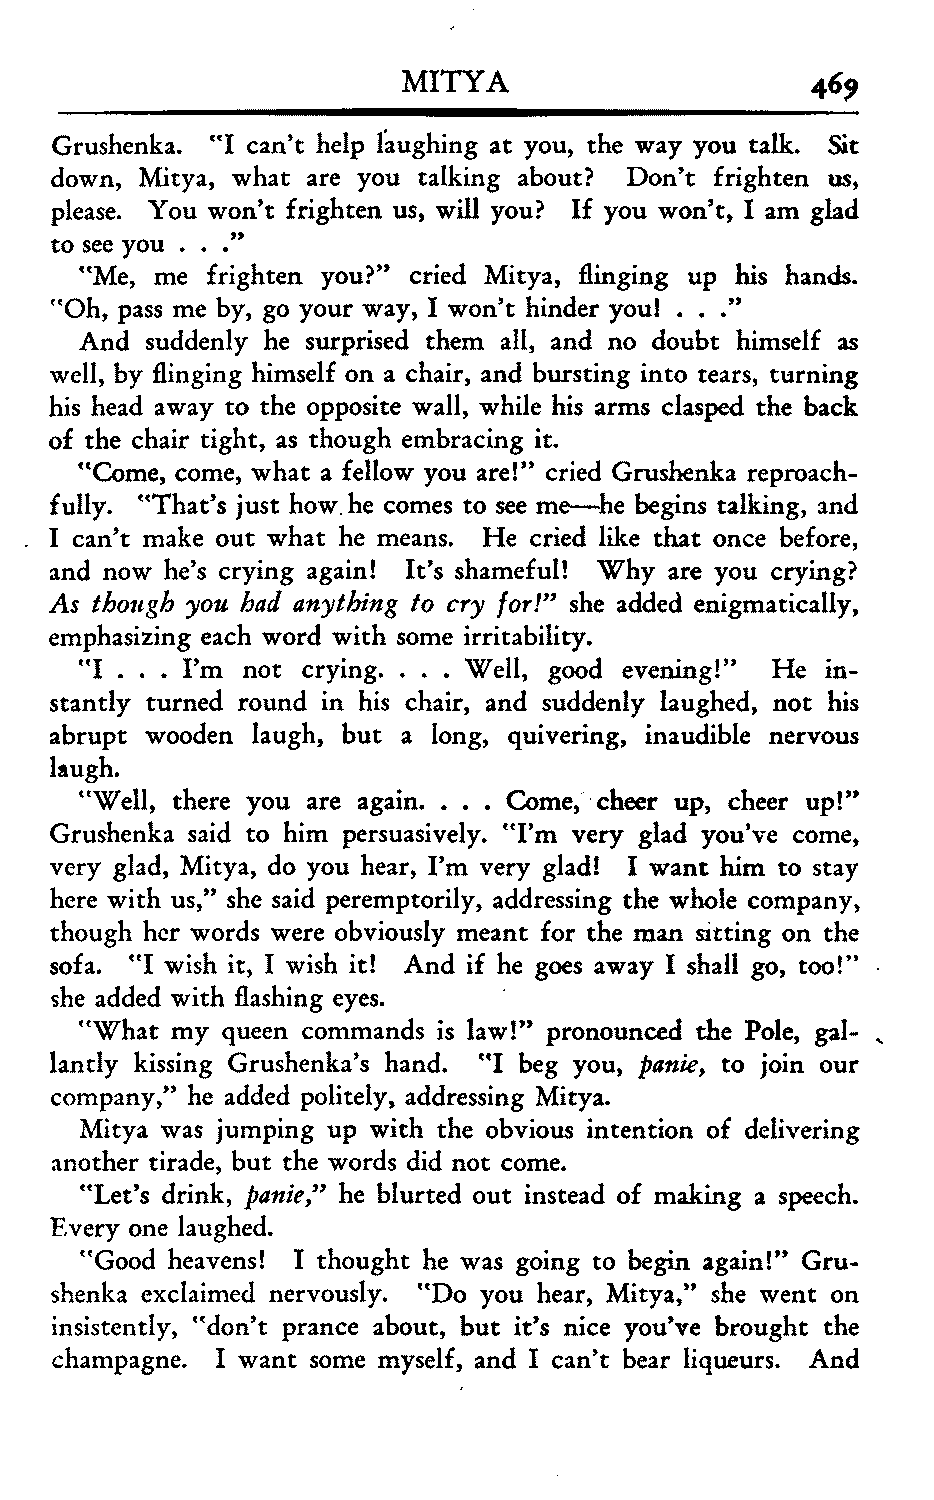 MITYA 469
Grushenka. "I can't help laughing at you, the way you talk. Sit
down, Mitya, what are you talking about? Don't frighten us,
please. You won't frighten us, will you? If you won't, I am glad
to see you . . ."
"Me, me frighten you?" cried Mitya, flinging up his hands.
"Oh, pass me by, go your way, I won't hinder you! . . ."
And suddenly he surprised them all, and no doubt himself as
well, by flinging himself on a chair, and bursting into tears, turning
his head away to the opposite wall, while his arms clasped the back
of the chair tight, as though embracing it.
"Come, come, what a fellow you are!" cried Grushenka reproach-
fully. "That's just how he comes to see me—he begins talking, and
I can't make out what he means. He cried like that once before,
and now he's crying again! It's shameful! Why are you crying?
As though you had anything to cry for!" she added enigmatically,
emphasizing each word with some irritability.
"I . . . I'm not crying. . . . Well, good evening!" He in-
stantly turned round in his chair, and suddenly laughed, not his
abrupt wooden laugh, but a long, quivering, inaudible nervous
laugh.
"Well, there you are again. . . . Come, cheer up, cheer up!"
Grushenka said to him persuasively. "I'm very glad you've come,
very glad, Mitya, do you hear, I'm very glad! I want him to stay
here with us," she said peremptorily, addressing the whole company,
though her words were obviously meant for the man sitting on the
sofa. "I wish it, I wish it! And if he goes away I shall go, too!"
she added with flashing eyes.
"What my queen commands is law!" pronounced the Pole, gal-
lantly kissing Grushenka's hand. "I beg you, panie, to join our
company," he added politely, addressing Mitya.
Mitya was jumping up with the obvious intention of delivering
another tirade, but the words did not come.
"Let's drink, panie," he blurted out instead of making a speech.
Every one laughed.
"Good heavens! I thought he was going to begin again!" Gru-
shenka exclaimed nervously. "Do you hear, Mitya," she went on
insistently, "don't prance about, but it's nice you've brought the
champagne. I want some myself, and I can't bear liqueurs. And